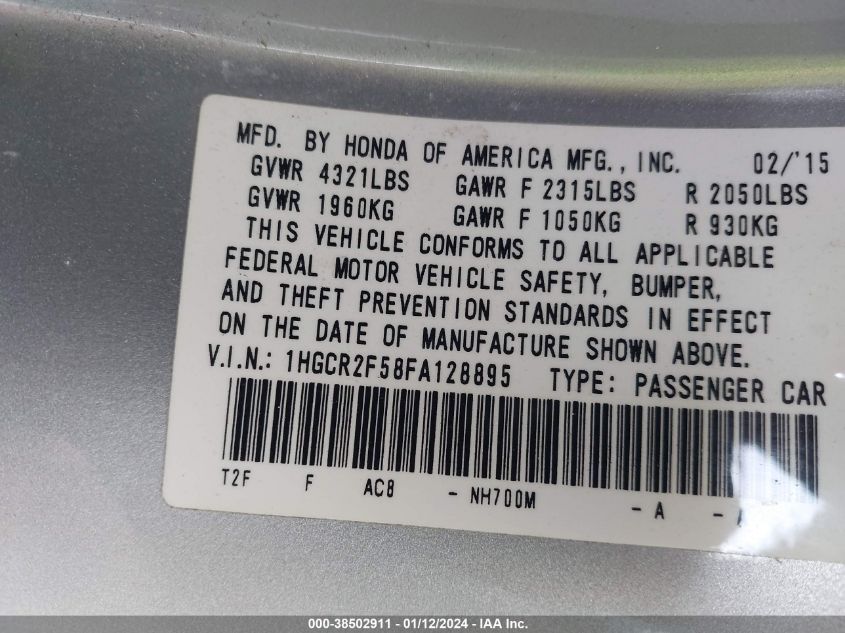 MFD. BY HONDA OF AMERICA MFG., INC. 02/'15
GVWR 4321LBS GAWR F 2315LBS R 2050LBS
GVWR 1960KG GAWR F 1050KG R 930KG
THIS VEHICLE CONFORMS TO ALL APPLICABLE
FEDERAL MOTOR VEHICLE SAFETY, BUMPER,
AND THEFT PREVENTION STANDARDS IN EFFECT
ON THE DATE OF MANUFACTURE SHOWN ABOVE.
V.I.N.: 1HGCR2F58FA128895 TYPE: PASSENGER CAR
T2F F AC8 - NH700M - A -
000-38502911 - 01/12/2024 - IAA Inc.